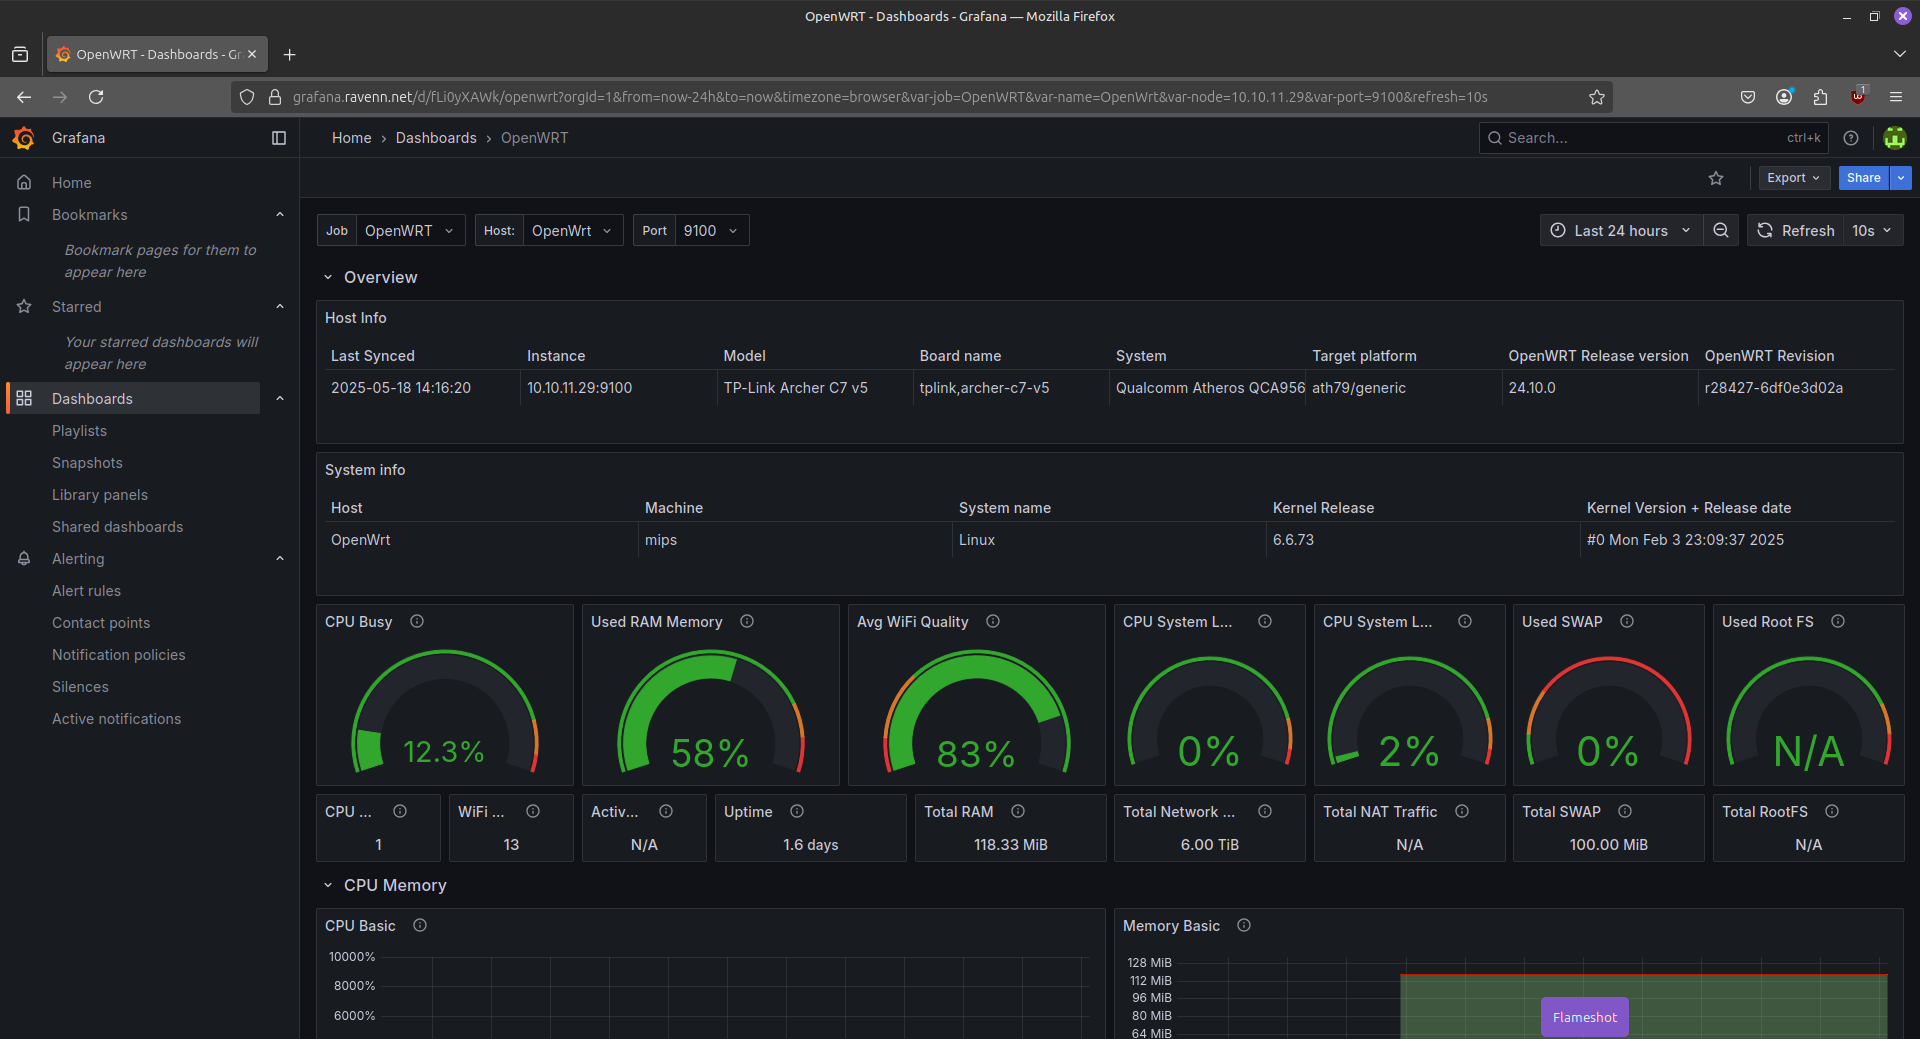 OpenWRT - Dashboards - Grafana — Mozilla Firefox
OpenWRT - Dashboards - Gr
grafana.ravenn.net/d/fLi0yXAWk/openwrt?orgId=1&from=now-24h&to=now&timezone=browser&var-job=OpenWRT&var-name=OpenWrt&var-node=10.10.11.29&var-port=9100&refresh=10s
1
Grafana
Home › Dashboards › OpenWRT
Search... ctrl+k
Export
Share
Home
Bookmarks
Bookmark pages for them to
appear here
Starred
Your starred dashboards will
appear here
Dashboards
Playlists
Snapshots
Library panels
Shared dashboards
Alerting
Alert rules
Contact points
Notification policies
Silences
Active notifications
Job OpenWRT Host: OpenWrt Port 9100
Last 24 hours Refresh 10s
Overview
Host Info
Last Synced Instance Model Board name System Target platform OpenWRT Release version OpenWRT Revision
2025-05-18 14:16:20 10.10.11.29:9100 TP-Link Archer C7 v5 tplink,archer-c7-v5 Qualcomm Atheros QCA956 ath79/generic 24.10.0 r28427-6df0e3d02a
System info
Host Machine System name Kernel Release Kernel Version + Release date
OpenWrt mips Linux 6.6.73 #0 Mon Feb 3 23:09:37 2025
CPU Busy Used RAM Memory Avg WiFi Quality CPU System L... CPU System L... Used SWAP Used Root FS
12.3% 58% 83% 0% 2% 0% N/A
CPU ... WiFi ... Activ... Uptime Total RAM Total Network ... Total NAT Traffic Total SWAP Total RootFS
1 13 N/A 1.6 days 118.33 MiB 6.00 TiB N/A 100.00 MiB N/A
CPU Memory
CPU Basic
10000%
8000%
6000%
Memory Basic
128 MiB
112 MiB
96 MiB
80 MiB
64 MiB
Flameshot